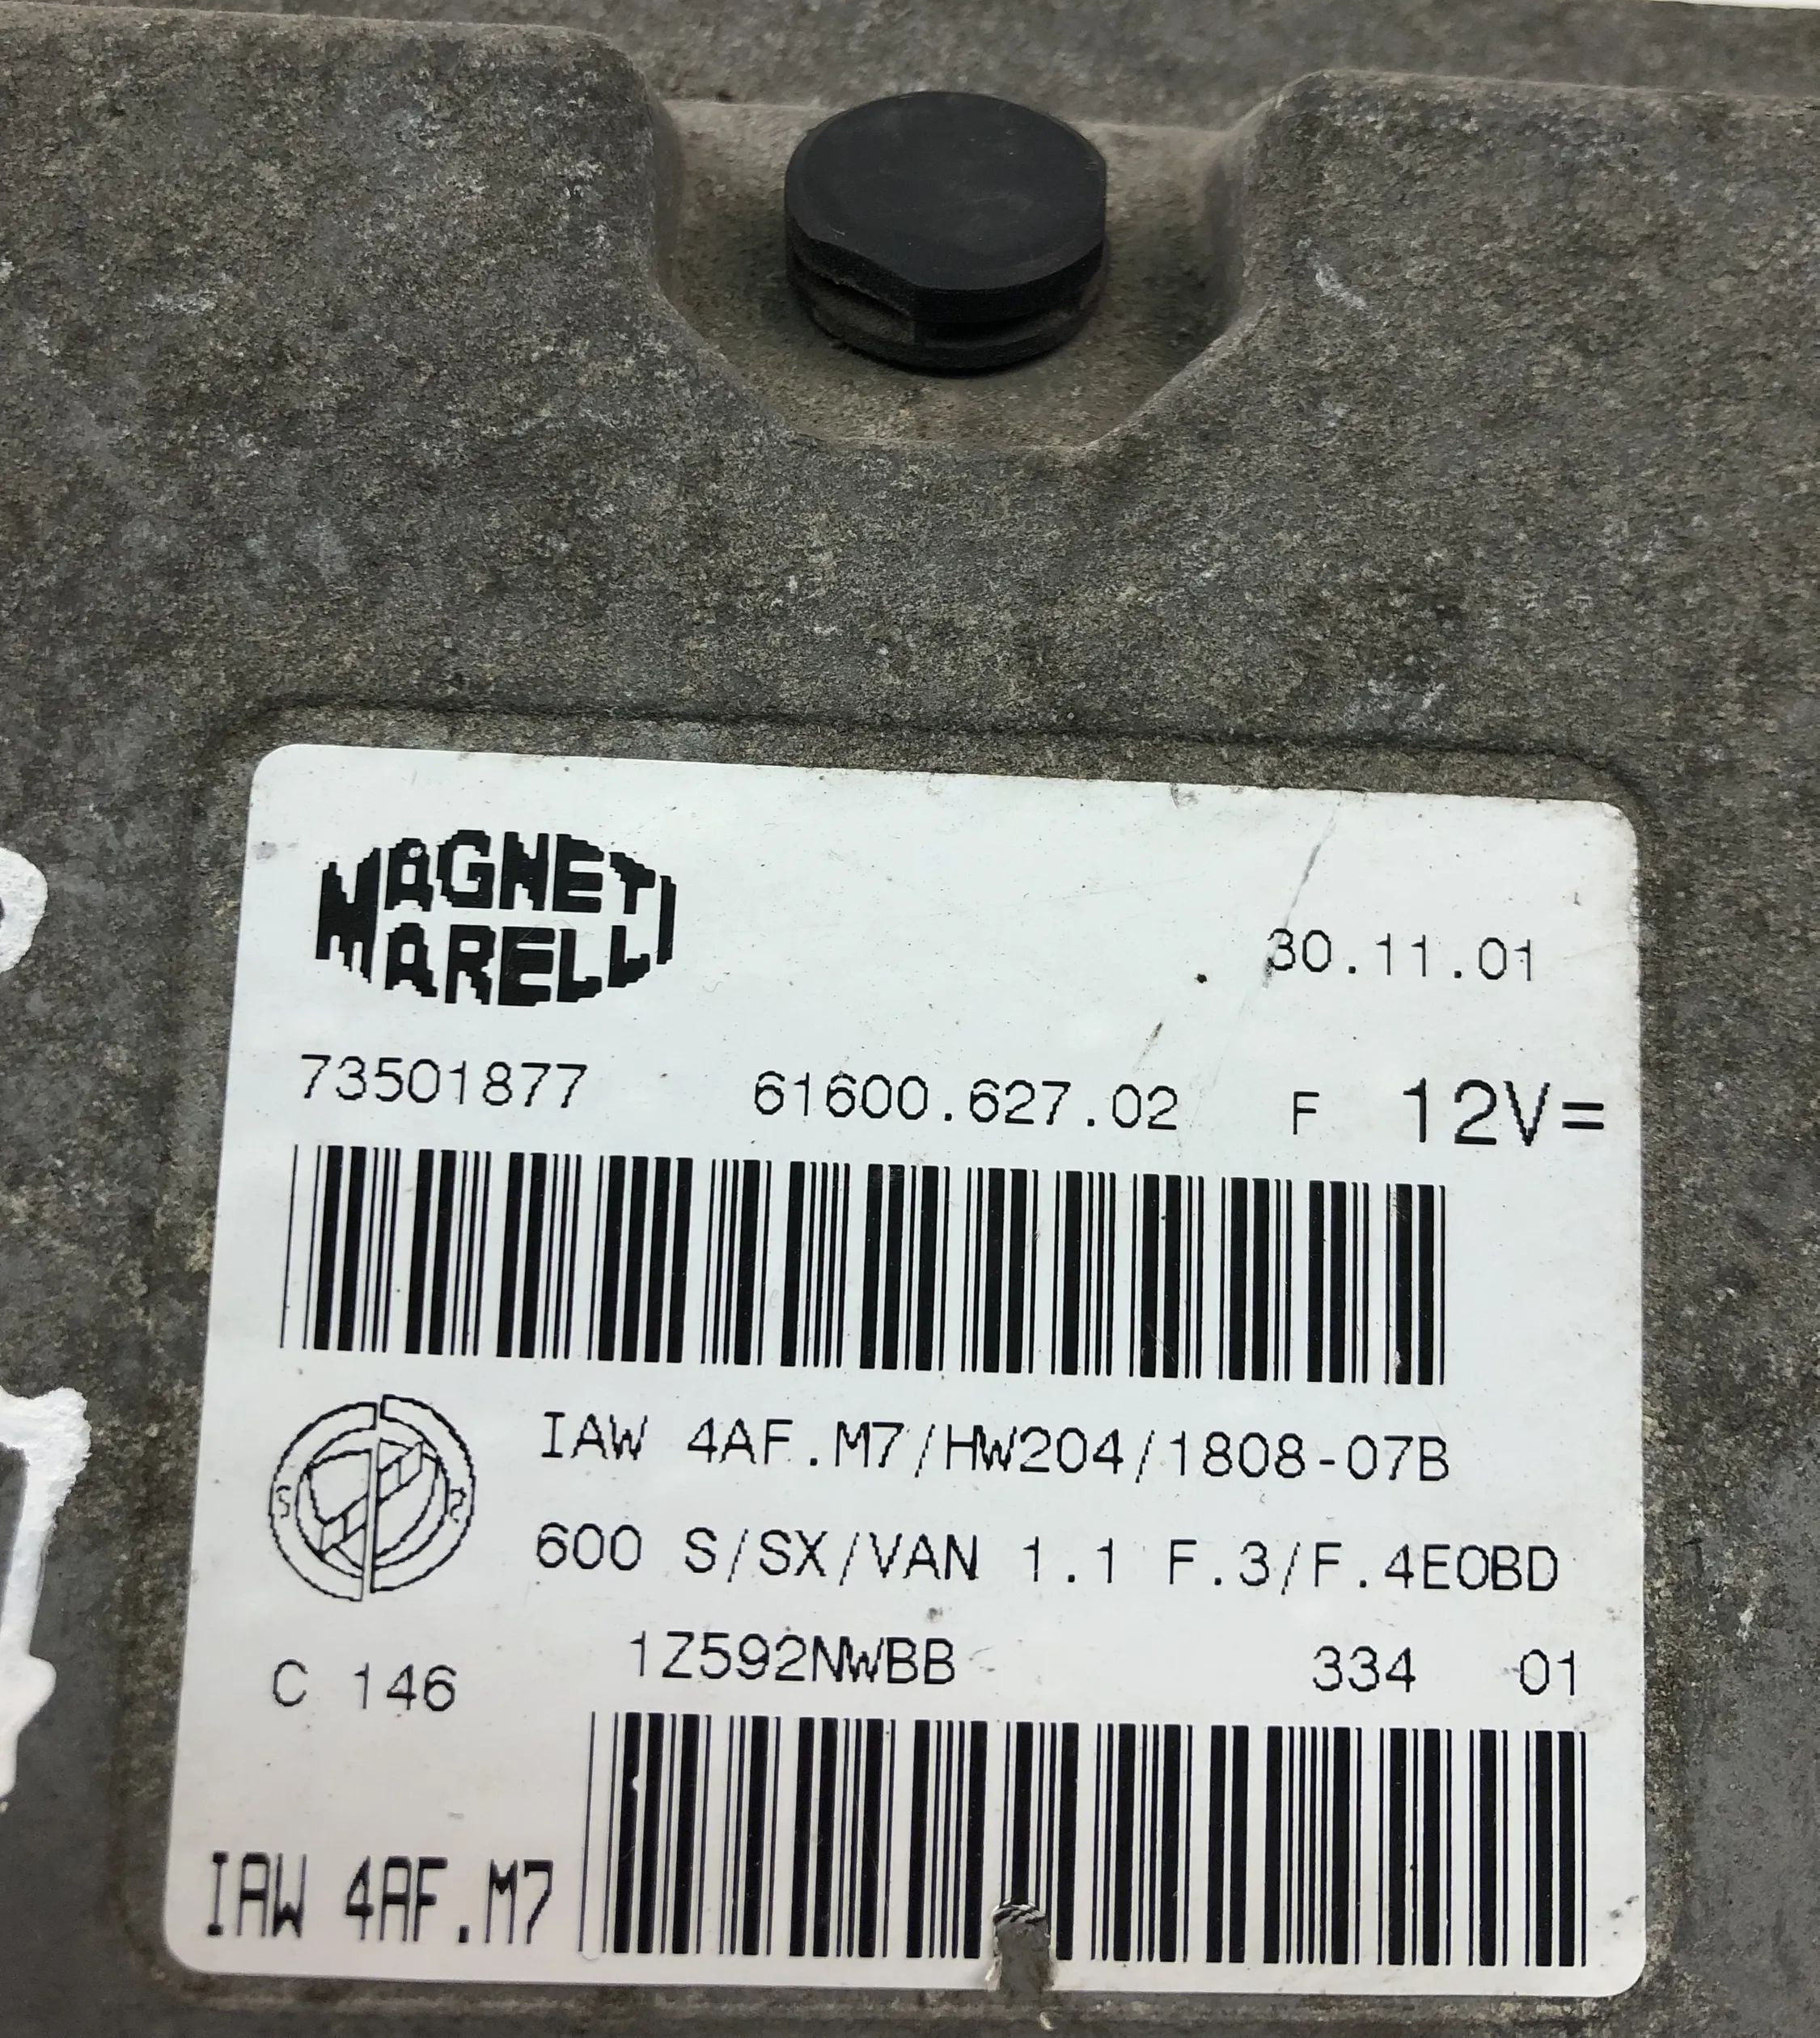 MAGNETI
MARELLI
30.11.01
73501877 61600.627.02 F 12V=
IAW 4AF.M7/HW204/1808-07B
600 S/SX/VAN 1.1 F.3/F.4EOBD
1Z592NWBB 334 01
C 146
IAW 4AF.M7